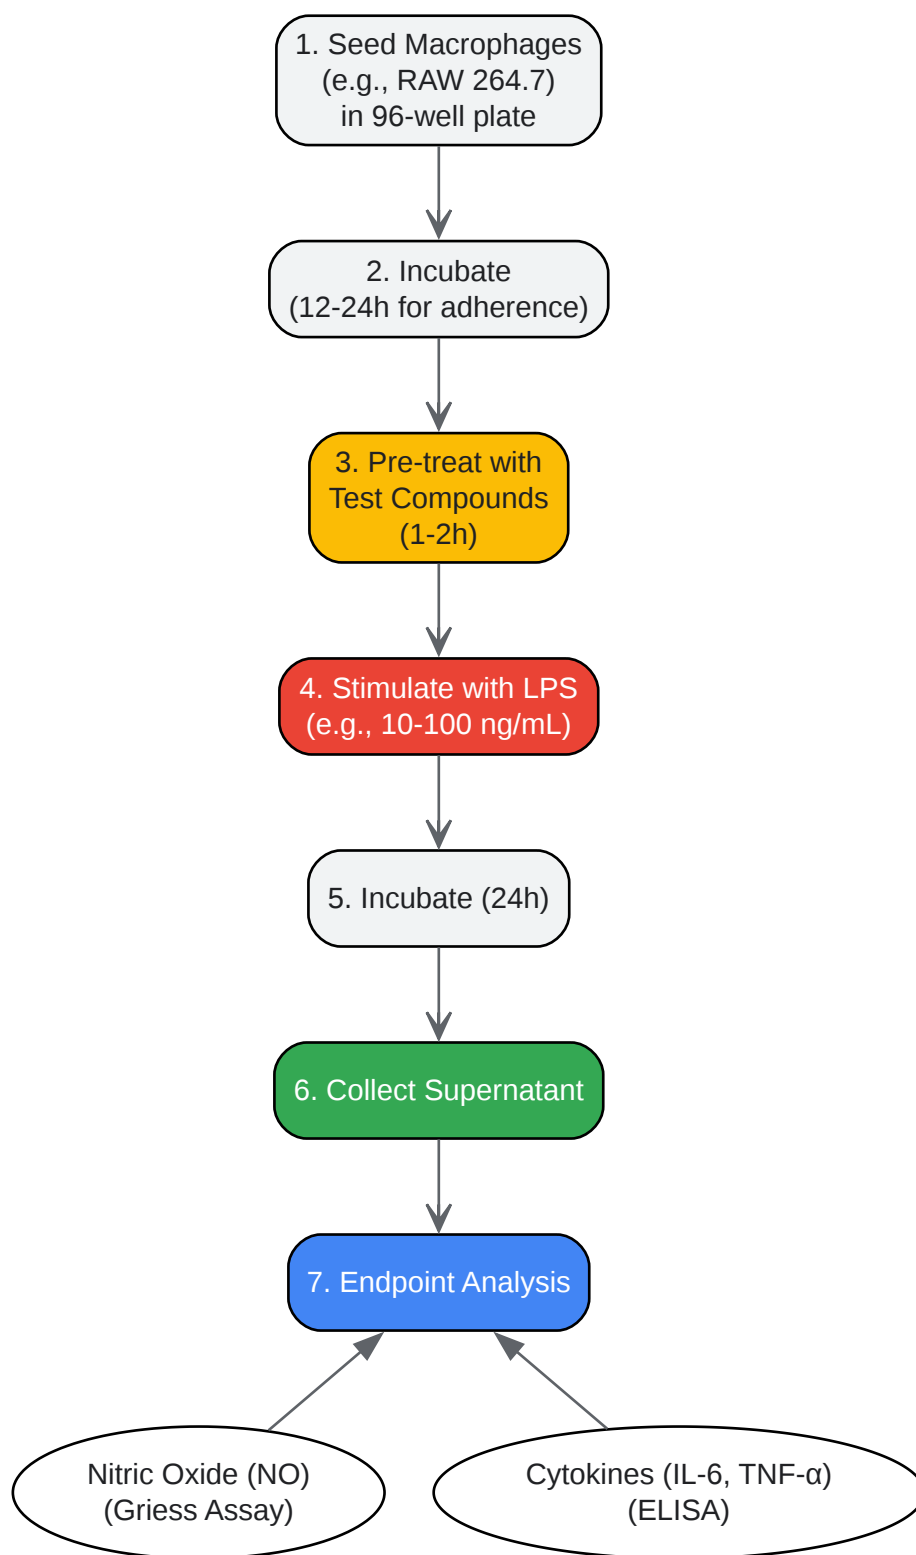 1. Seed Macrophages
(e.g., RAW 264.7)
in 96-well plate
2. Incubate
(12-24h for adherence)
3. Pre-treat with
Test Compounds
(1-2h)
4. Stimulate with LPS
(e.g., 10-100 ng/mL)
5. Incubate (24h)
6. Collect Supernatant
7. Endpoint Analysis
Nitric Oxide (NO)
(Griess Assay)
Cytokines (IL-6, TNF-α)
(ELISA)